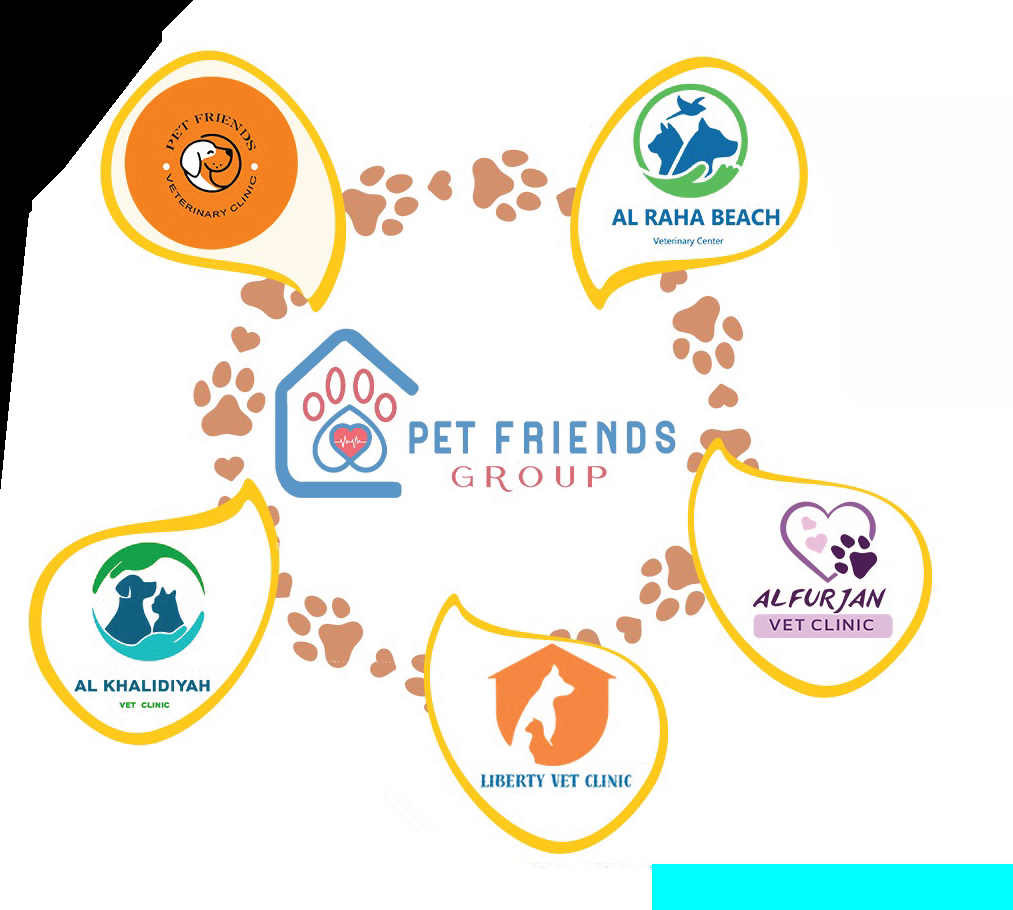 PET FRIENDS
VETERINARY CLINIC
AL RAHA BEACH
Veterinary Center
PET FRIENDS
GROUP
ALFURJAN
VET CLINIC
AL KHALIDIYAH
VET CLINIC
LIBERTY VET CLINIC